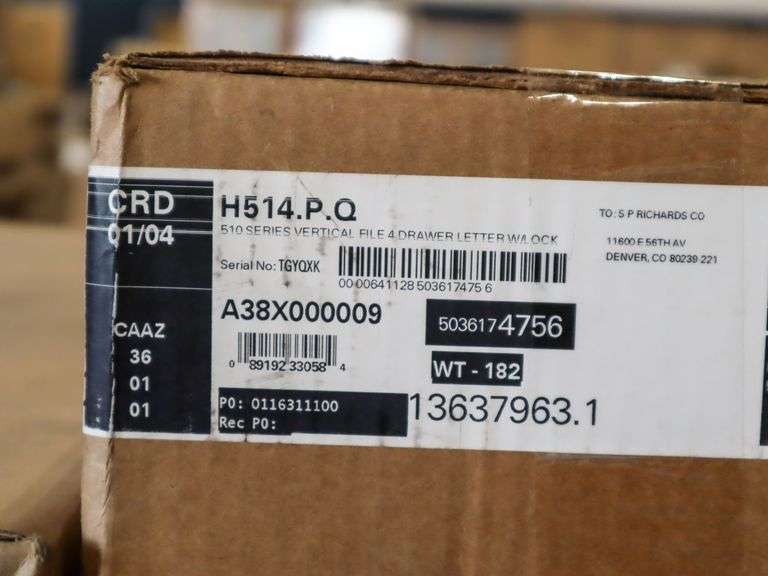 CRD
01/04
CAAZ
36
01
01
H514.P.Q
510 SERIES VERTICAL FILE 4 DRAWER LETTER W/LOCK
Serial No: TGYQXK
00 00641128 503617475 6
A38X000009
5036174756
0 89192 33058 4
WT - 182
PO: 0116311100
Rec PO:
13637963.1
TO: S P RICHARDS CO
11600 E 56TH AV
DENVER, CO 80239 221